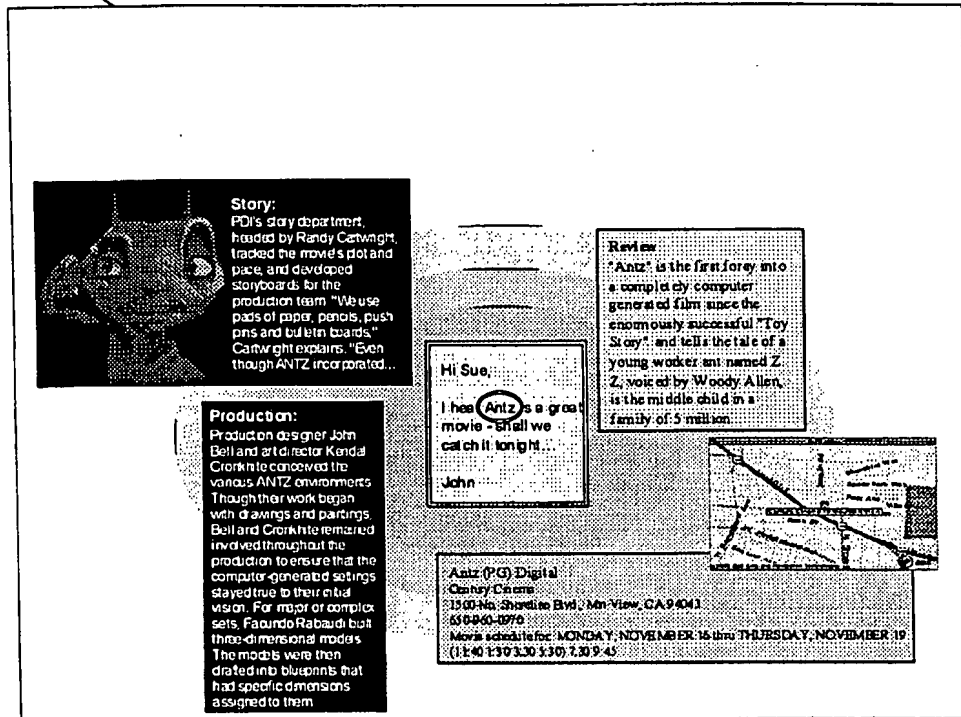 Story:
PDI's story department,
headed by Randy Cartwright,
tracked the movie's plot and
pace, and developed
storyboards for the
production team. "We use
pads of paper, pencils, push
pins and bulletin boards,"
Cartwright explains. "Even
though ANTZ incorporated...
Review
"Antz" is the first forey into
a completely computer
generated film since the
enormously successful "Toy
Story" and tells the tale of a
young worker ant named Z.
Z, voiced by Woody Allen,
is the middle child in a
family of 5 million.
Hi Sue,
I hear Antz is a great
movie - shall we
catch it tonight...
John
Production:
Production designer John
Bell and art director Kendal
Cronkhite conceived the
various ANTZ environments.
Though their work began
with drawings and paintings,
Bell and Cronkhite remained
involved throughout the
production to ensure that the
computer-generated settings
stayed true to their initial
vision. For major or complex
sets, Facundo Rabaudi built
three-dimensional models.
The models were then
drafted into blueprints that
had specific dimensions
assigned to them.
Antz (PG) Digital
Century Cinema
1500 No. Shoreline Blvd., Mtn View, CA 94043
650-960-0970
Movie schedule for: MONDAY, NOVEMBER 16 thru THURSDAY, NOVEMBER 19
(11:40 1:30 3:30 5:30) 7:30 9:45